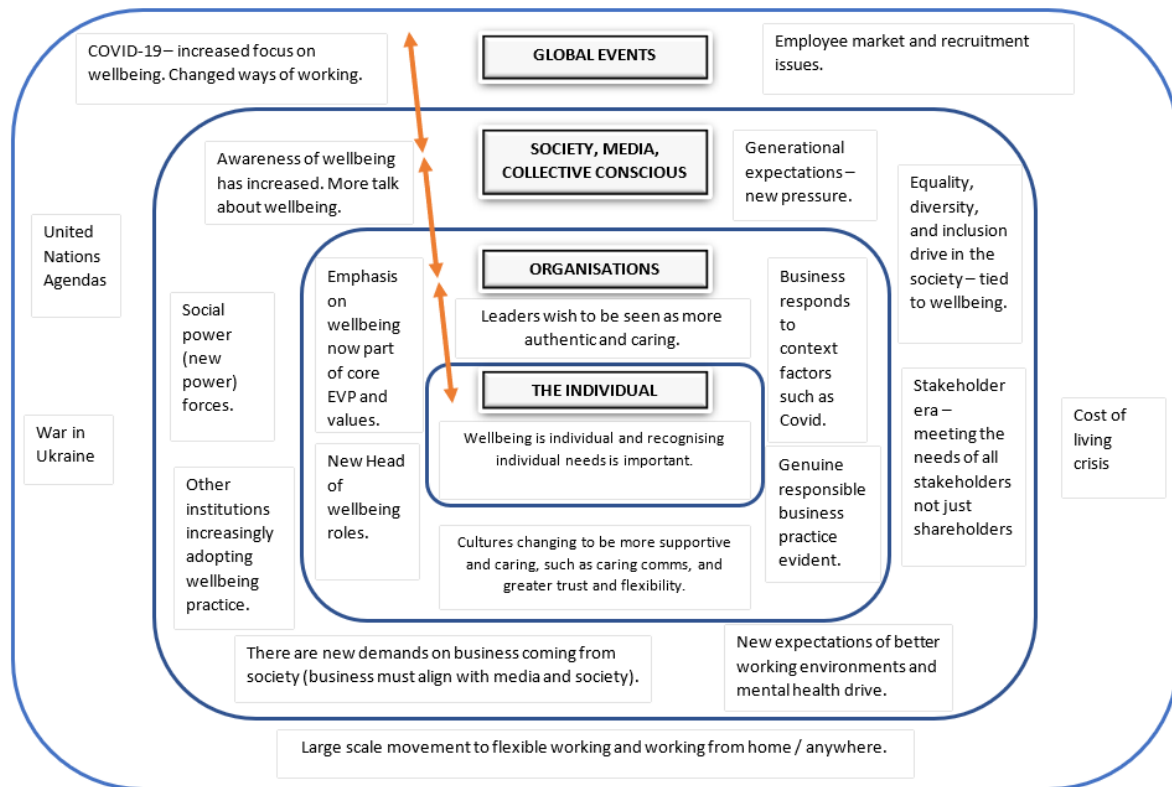 COVID-19 – increased focus on
wellbeing. Changed ways of working.
GLOBAL EVENTS
Employee market and recruitment
issues.
SOCIETY, MEDIA,
COLLECTIVE CONSCIOUS
Awareness of wellbeing
has increased. More talk
about wellbeing.
Generational
expectations –
new pressure.
Equality,
diversity,
and inclusion
drive in the
society – tied
to wellbeing.
United
Nations
Agendas
ORGANISATIONS
Emphasis
on
wellbeing
now part
of core
EVP and
values.
Leaders wish to be seen as more
authentic and caring.
Business
responds
to
context
factors
such as
Covid.
Social
power
(new
power)
forces.
THE INDIVIDUAL
Wellbeing is individual and recognising
individual needs is important.
Stakeholder
era –
meeting the
needs of all
stakeholders
not just
shareholders
War in
Ukraine
Cost of
living
crisis
New Head
of
wellbeing
roles.
Genuine
responsible
business
practice
evident.
Other
institutions
increasingly
adopting
wellbeing
practice.
Cultures changing to be more supportive
and caring, such as caring comms, and
greater trust and flexibility.
There are new demands on business coming from
society (business must align with media and society).
New expectations of better
working environments and
mental health drive.
Large scale movement to flexible working and working from home / anywhere.